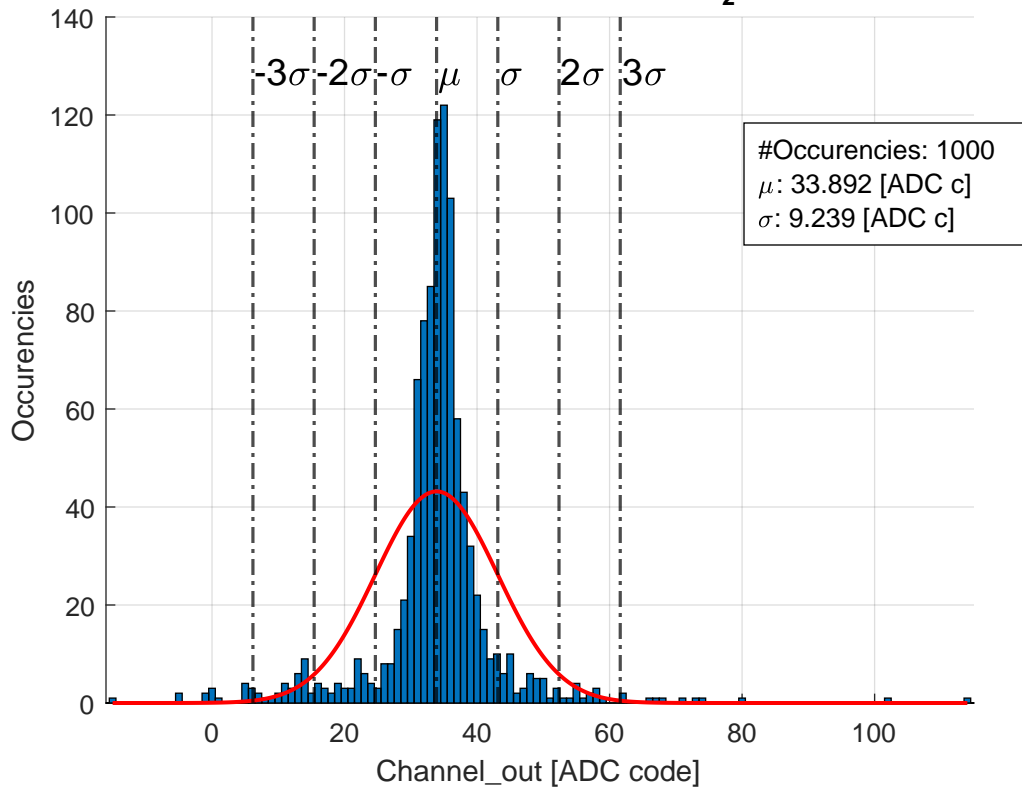 2
140
120
100
80
60
40
20
0
-3σ -2σ -σ μ σ 2σ 3σ
#Occurencies: 1000
μ: 33.892 [ADC c]
σ: 9.239 [ADC c]
Occurencies
0 20 40 60 80 100
Channel_out [ADC code]